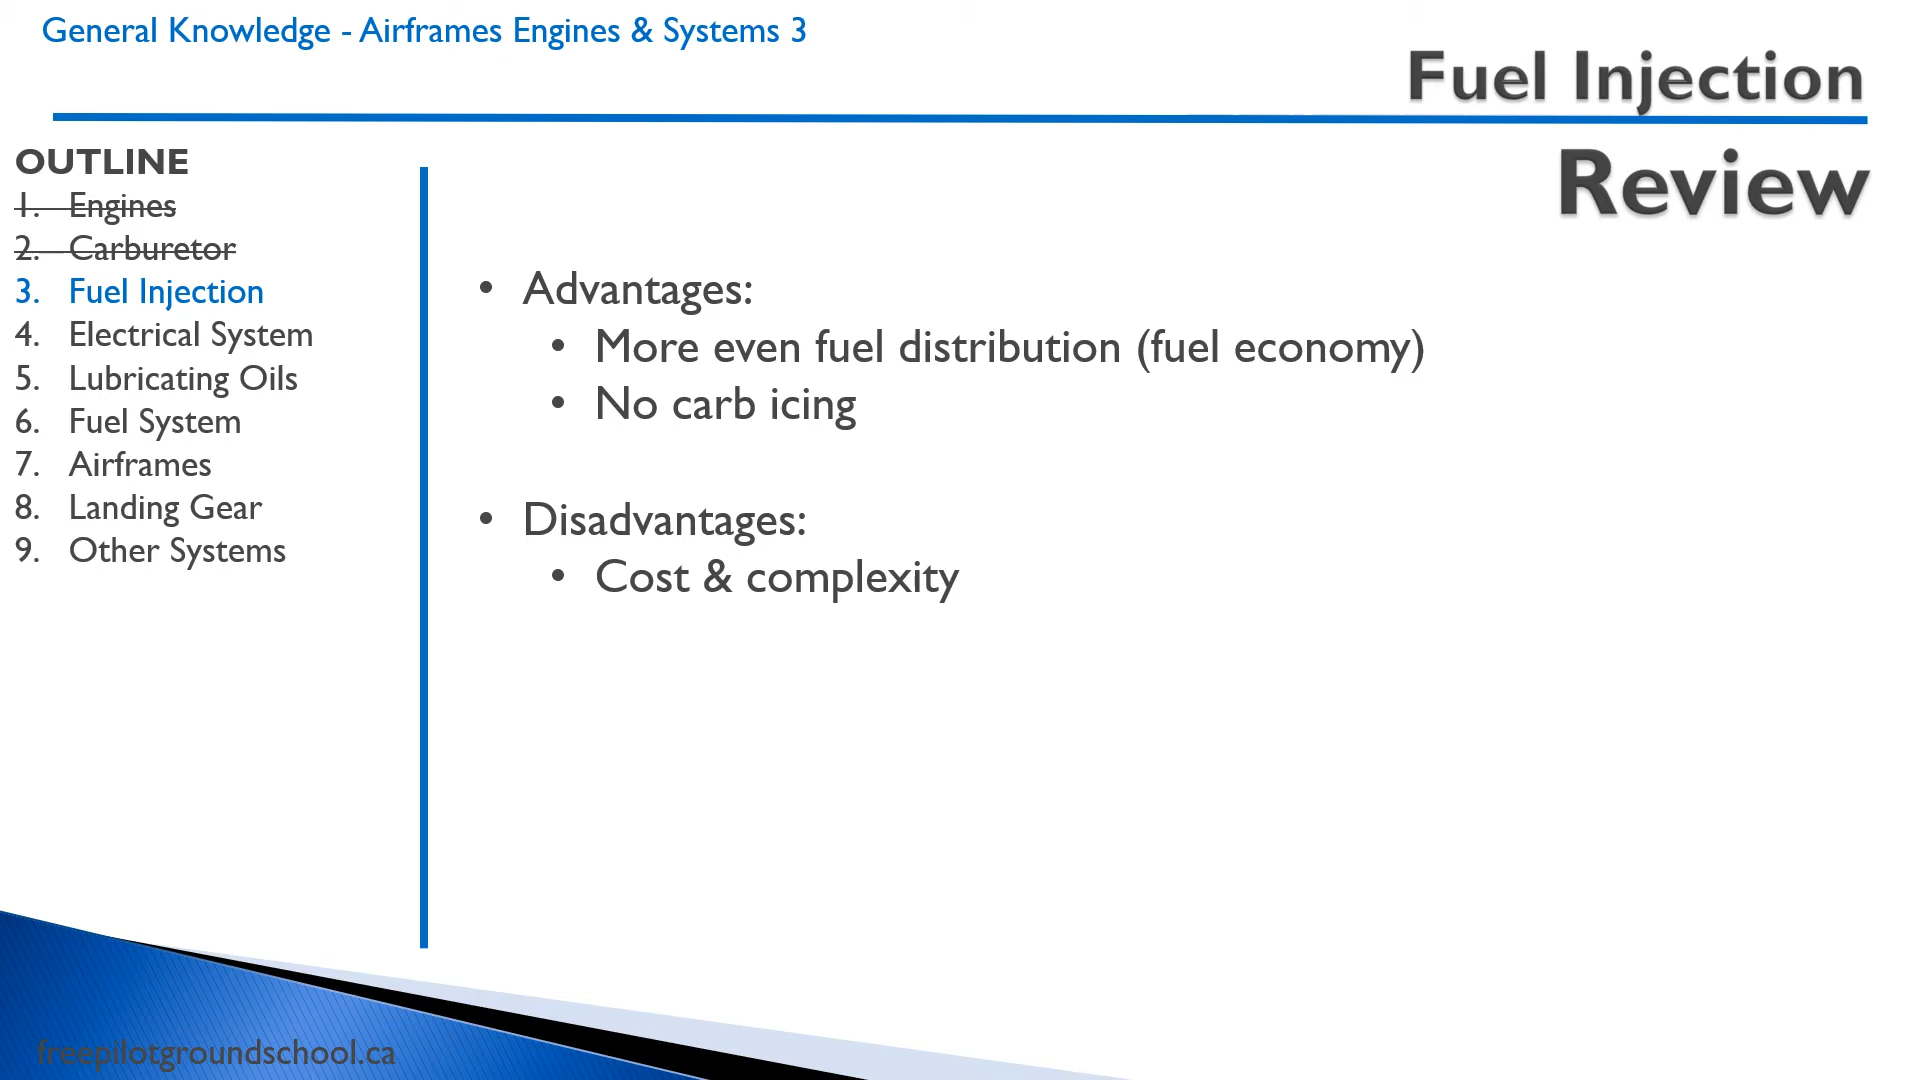 General Knowledge - Airframes Engines & Systems 3
Fuel Injection
Review
OUTLINE
1. Engines
2. Carburetor
3. Fuel Injection
4. Electrical System
5. Lubricating Oils
6. Fuel System
7. Airframes
8. Landing Gear
9. Other Systems
• Advantages:
• More even fuel distribution (fuel economy)
• No carb icing
• Disadvantages:
• Cost & complexity
freepilotgroundschool.ca